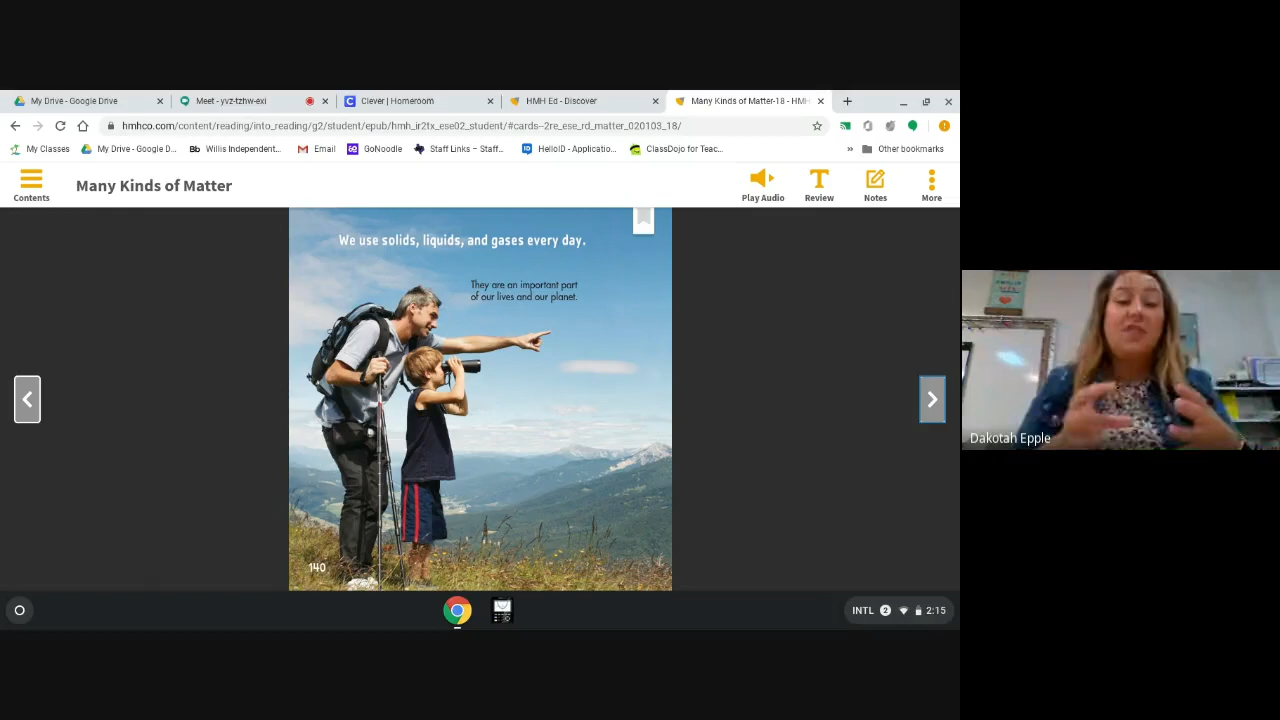 My Drive - Google Drive
Meet - yvz-tzhw-exi
Clever | Homeroom
HMH Ed - Discover
Many Kinds of Matter-18 - HMH
hmhco.com/content/reading/into_reading/g2/student/epub/hmh_ir2tx_ese02_student/#cards--2re_ese_rd_matter_020103_18/
My Classes
My Drive - Google D...
Bb Willis Independent...
Email
GoNoodle
Staff Links – Staff...
HelloID - Applicatio...
ClassDojo for Teac...
» Other bookmarks
Contents
Many Kinds of Matter
Play Audio
Review
Notes
More
We use solids, liquids, and gases every day.
They are an important part
of our lives and our planet.
140
Dakotah Epple
INTL 2 2:15